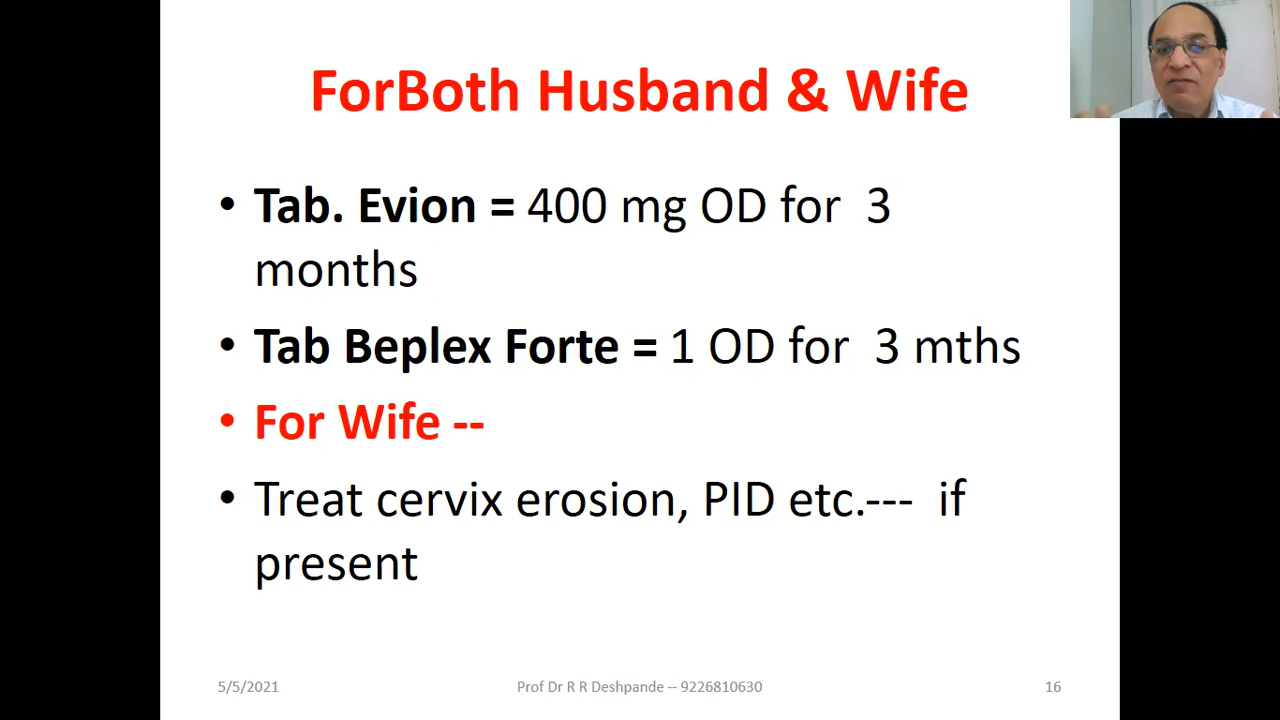 ForBoth Husband & Wife
• Tab. Evion = 400 mg OD for 3
months
• Tab Beplex Forte = 1 OD for 3 mths
• For Wife --
• Treat cervix erosion, PID etc.--- if
present
5/5/2021 Prof Dr R R Deshpande -- 9226810630 16